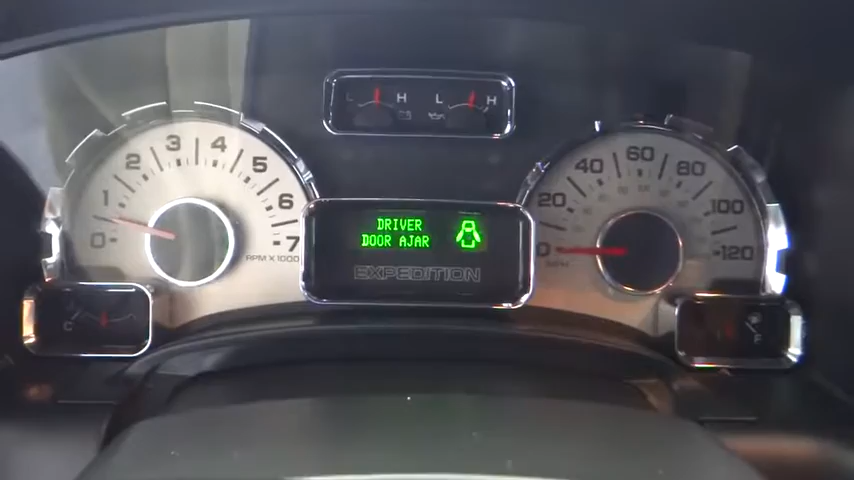 L H L H
0 1 2 3 4 5 6 7
RPM X 1000
DRIVER
DOOR AJAR
EXPEDITION
0 20 40 60 80 100 120
MPH
C
F